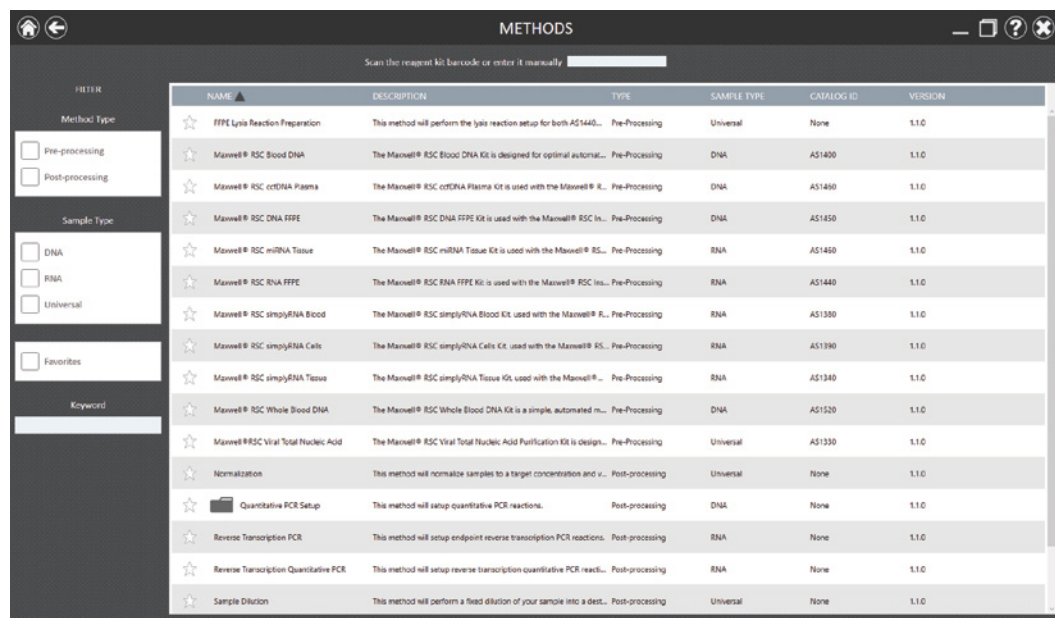 METHODS
Scan the reagent kit barcode or enter it manually
FILTER
Method Type
Pre-processing
Post-processing
Sample Type
DNA
RNA
Universal
Favorites
Keyword
NAME DESCRIPTION TYPE SAMPLE TYPE CATALOG ID VERSION
FFPE Lysis Reaction Preparation This method will perform the lysis reaction setup for both AS1440... Pre-Processing Universal None 1.1.0
Maxwell® RSC Blood DNA The Maxwell® RSC Blood DNA Kit is designed for optimal automat... Pre-Processing DNA AS1400 1.1.0
Maxwell® RSC ccfDNA Plasma The Maxwell® RSC ccfDNA Plasma Kit is used with the Maxwell® R... Pre-Processing DNA AS1480 1.1.0
Maxwell® RSC DNA FFPE The Maxwell® RSC DNA FFPE Kit is used with the Maxwell® RSC In... Pre-Processing DNA AS1450 1.1.0
Maxwell® RSC miRNA Tissue The Maxwell® RSC miRNA Tissue Kit is used with the Maxwell® RS... Pre-Processing RNA AS1460 1.1.0
Maxwell® RSC RNA FFPE The Maxwell® RSC RNA FFPE Kit is used with the Maxwell® RSC Ins... Pre-Processing RNA AS1440 1.1.0
Maxwell® RSC simplyRNA Blood The Maxwell® RSC simplyRNA Blood Kit, used with the Maxwell® R... Pre-Processing RNA AS1380 1.1.0
Maxwell® RSC simplyRNA Cells The Maxwell® RSC simplyRNA Cells Kit, used with the Maxwell® RS... Pre-Processing RNA AS1390 1.1.0
Maxwell® RSC simplyRNA Tissue The Maxwell® RSC simplyRNA Tissue Kit, used with the Maxwell®... Pre-Processing RNA AS1340 1.1.0
Maxwell® RSC Whole Blood DNA The Maxwell® RSC Whole Blood DNA Kit is a simple, automated m... Pre-Processing DNA AS1520 1.1.0
Maxwell®RSC Viral Total Nucleic Acid The Maxwell® RSC Viral Total Nucleic Acid Purification Kit is design... Pre-Processing Universal AS1330 1.1.0
Normalization This method will normalize samples to a target concentration and v... Post-processing Universal None 1.1.0
Quantitative PCR Setup This method will setup quantitative PCR reactions. Post-processing DNA None 1.1.0
Reverse Transcription PCR This method will setup endpoint reverse transcription PCR reactions. Post-processing RNA None 1.1.0
Reverse Transcription Quantitative PCR This method will setup reverse transcription quantitative PCR reacti... Post-processing RNA None 1.1.0
Sample Dilution This method will perform a fixed dilution of your sample into a dest... Post-processing Universal None 1.1.0